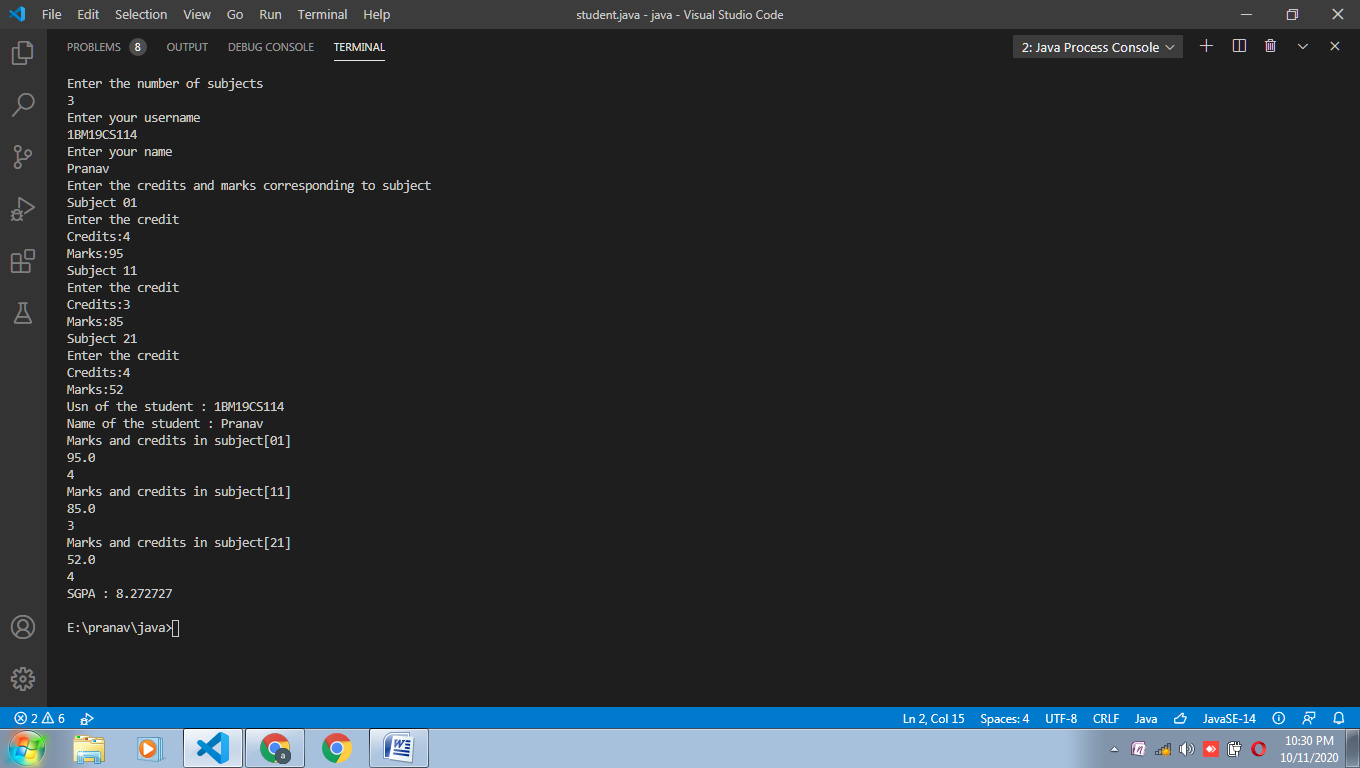 File Edit Selection View Go Run Terminal Help student.java - java - Visual Studio Code
PROBLEMS 8 OUTPUT DEBUG CONSOLE TERMINAL 2: Java Process Console
Enter the number of subjects
3
Enter your username
1BM19CS114
Enter your name
Pranav
Enter the credits and marks corresponding to subject
Subject 01
Enter the credit
Credits:4
Marks:95
Subject 11
Enter the credit
Credits:3
Marks:85
Subject 21
Enter the credit
Credits:4
Marks:52
Usn of the student : 1BM19CS114
Name of the student : Pranav
Marks and credits in subject[01]
95.0
4
Marks and credits in subject[11]
85.0
3
Marks and credits in subject[21]
52.0
4
SGPA : 8.272727
E:\pranav\java>
2 6 Ln 2, Col 15 Spaces: 4 UTF-8 CRLF Java JavaSE-14
10:30 PM
10/11/2020